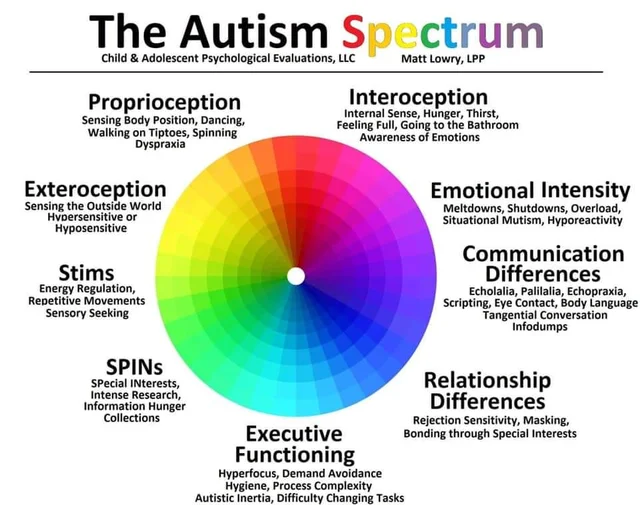 The Autism Spectrum
Child & Adolescent Psychological Evaluations, LLC
Matt Lowry, LPP
Proprioception
Sensing Body Position, Dancing,
Walking on Tiptoes, Spinning
Dyspraxia
Interoception
Internal Sense, Hunger, Thirst,
Feeling Full, Going to the Bathroom
Awareness of Emotions
Exteroception
Sensing the Outside World
Hypersensitive or
Hyposensitive
Emotional Intensity
Meltdowns, Shutdowns, Overload,
Situational Mutism, Hyporeactivity
Stims
Energy Regulation,
Repetitive Movements
Sensory Seeking
Communication
Differences
Echolalia, Palilalia, Echopraxia,
Scripting, Eye Contact, Body Language
Tangential Conversation
Infodumps
SPINs
SPecial INterests,
Intense Research,
Information Hunger
Collections
Relationship
Differences
Rejection Sensitivity, Masking,
Bonding through Special Interests
Executive
Functioning
Hyperfocus, Demand Avoidance
Hygiene, Process Complexity
Autistic Inertia, Difficulty Changing Tasks